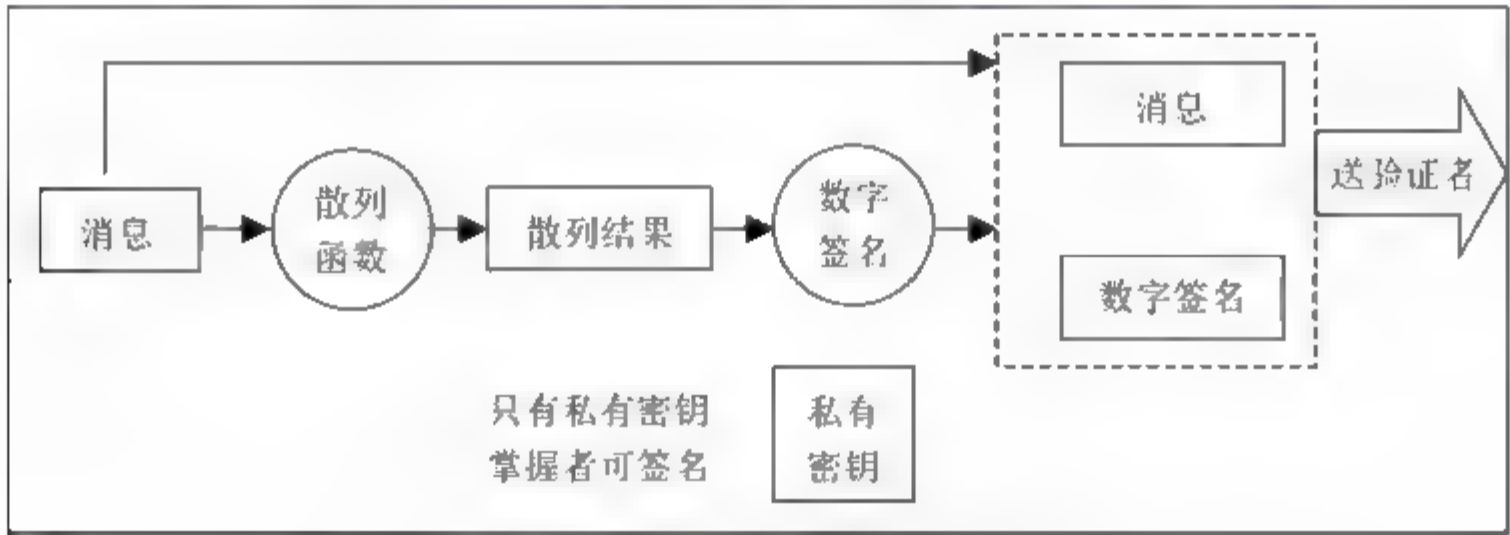 消息
散列
函数
散列结果
数字
签名
消息
数字签名
送验证者
只有私有密钥
掌握者可签名
私有
密钥